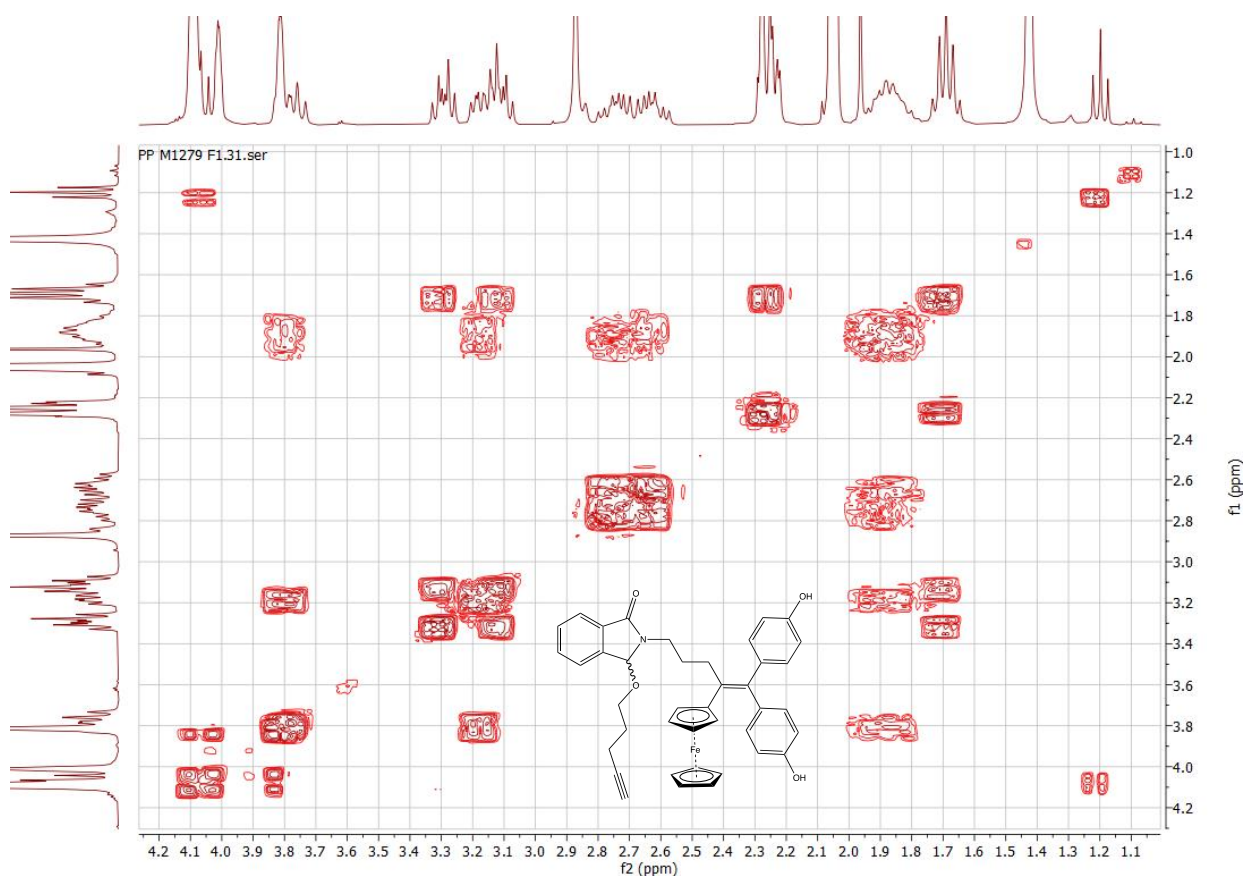 PP M1279 F1.31.ser
1.0
1.2
1.4
1.6
1.8
2.0
2.2
2.4
2.6
2.8
3.0
3.2
3.4
3.6
3.8
4.0
4.2
f1 (ppm)
O
OH
N
O
Fe
OH
4.2 4.1 4.0 3.9 3.8 3.7 3.6 3.5 3.4 3.3 3.2 3.1 3.0 2.9 2.8 2.7 2.6 2.5 2.4 2.3 2.2 2.1 2.0 1.9 1.8 1.7 1.6 1.5 1.4 1.3 1.2 1.1
f2 (ppm)